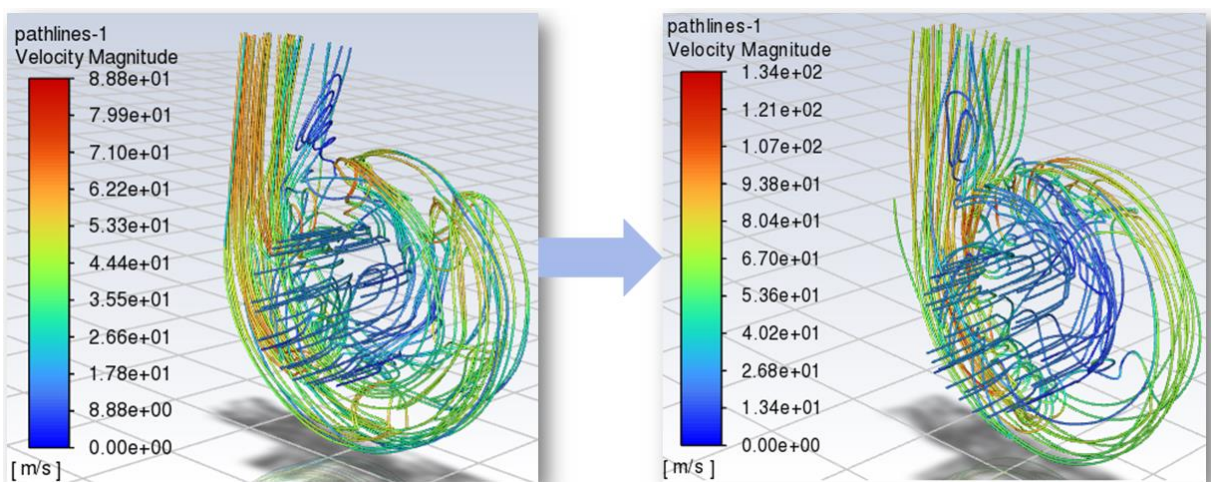 pathlines-1
Velocity Magnitude
8.88e+01
7.99e+01
7.10e+01
6.22e+01
5.33e+01
4.44e+01
3.55e+01
2.66e+01
1.78e+01
8.88e+00
0.00e+00
[ m/s ]
pathlines-1
Velocity Magnitude
1.34e+02
1.21e+02
1.07e+02
9.38e+01
8.04e+01
6.70e+01
5.36e+01
4.02e+01
2.68e+01
1.34e+01
0.00e+00
[ m/s ]